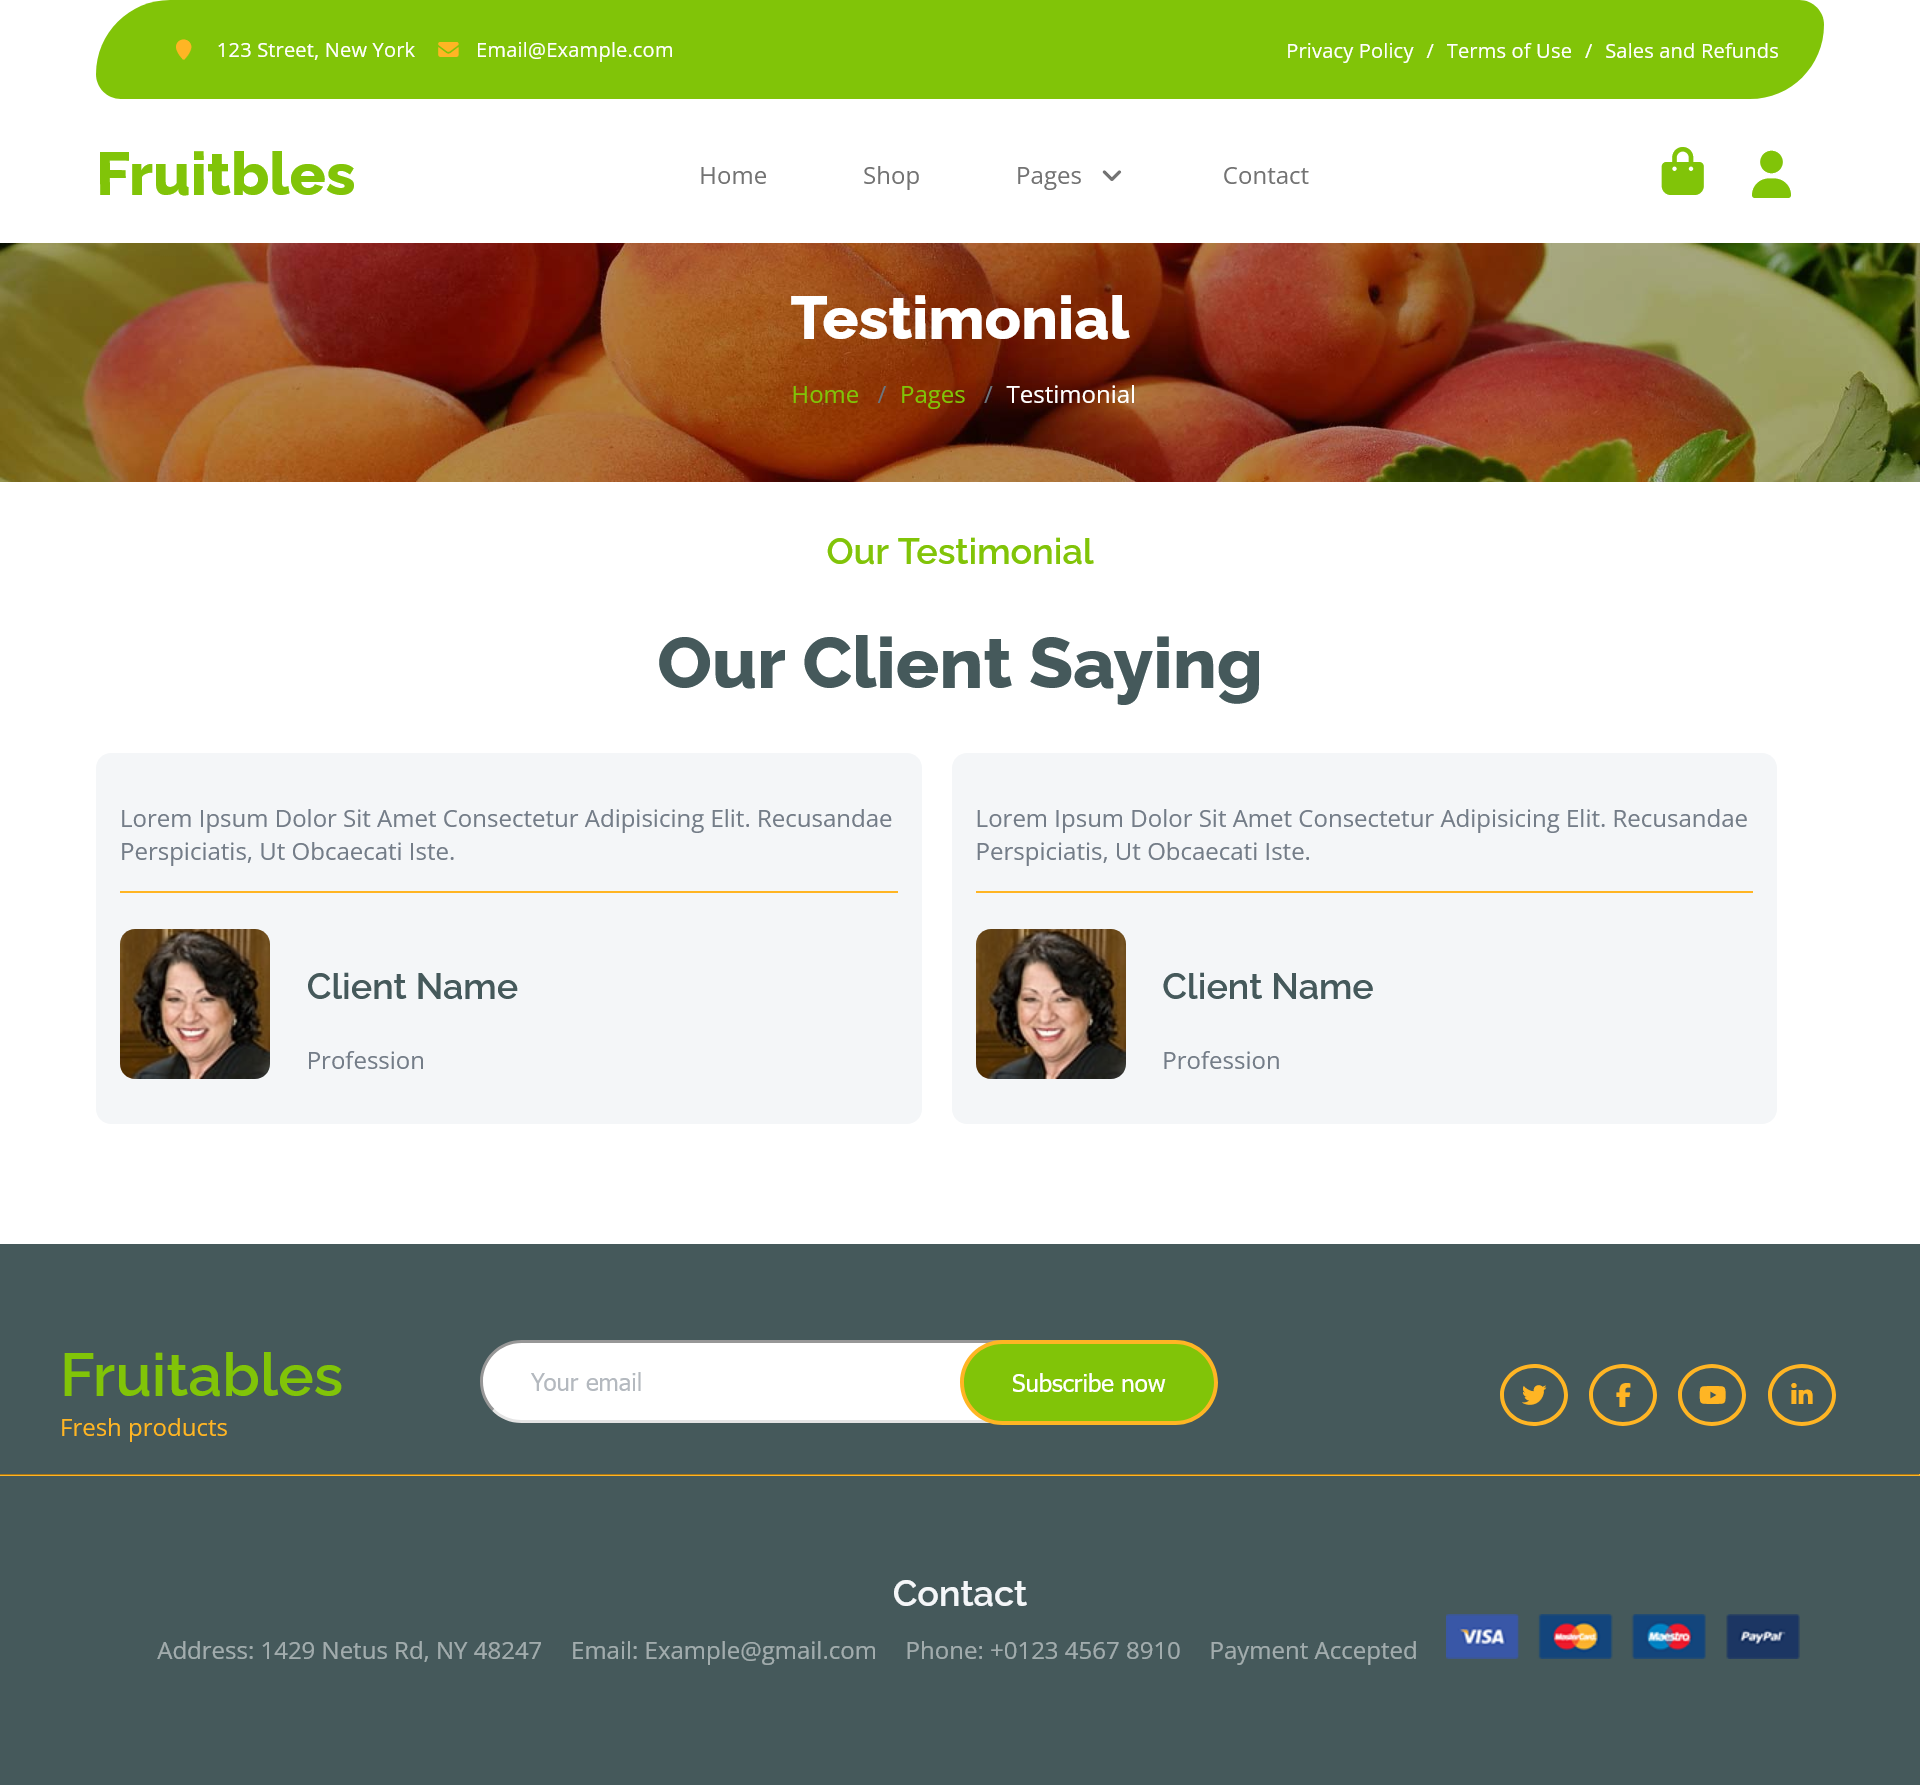 123 Street, New York Email@Example.com Privacy Policy / Terms of Use / Sales and Refunds
Fruitbles Home Shop Pages Contact
Testimonial
Home / Pages / Testimonial
Our Testimonial
Our Client Saying
Lorem Ipsum Dolor Sit Amet Consectetur Adipisicing Elit. Recusandae
Perspiciatis, Ut Obcaecati Iste.
Client Name
Profession
Lorem Ipsum Dolor Sit Amet Consectetur Adipisicing Elit. Recusandae
Perspiciatis, Ut Obcaecati Iste.
Client Name
Profession
Fruitables
Fresh products
Your email Subscribe now
Contact
Address: 1429 Netus Rd, NY 48247 Email: Example@gmail.com Phone: +0123 4567 8910 Payment Accepted VISA MasterCard Maestro PayPal